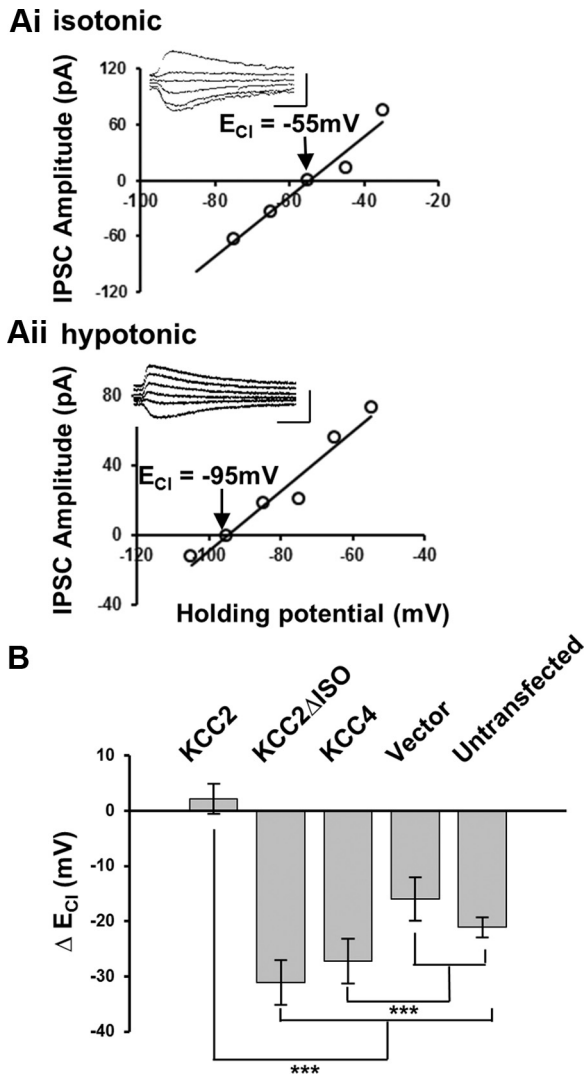 Ai isotonic
IPSC Amplitude (pA)
120
60
0
-60
-120
-100 -80 -60 -40 -20
ECl = -55mV
Aii hypotonic
IPSC Amplitude (pA)
80
40
0
-40
-120 -100 -80 -60 -40
ECl = -95mV
Holding potential (mV)
B
KCC2
KCC2ΔISO
KCC4
Vector
Untransfected
Δ ECl (mV)
10
0
-10
-20
-30
-40
***
***